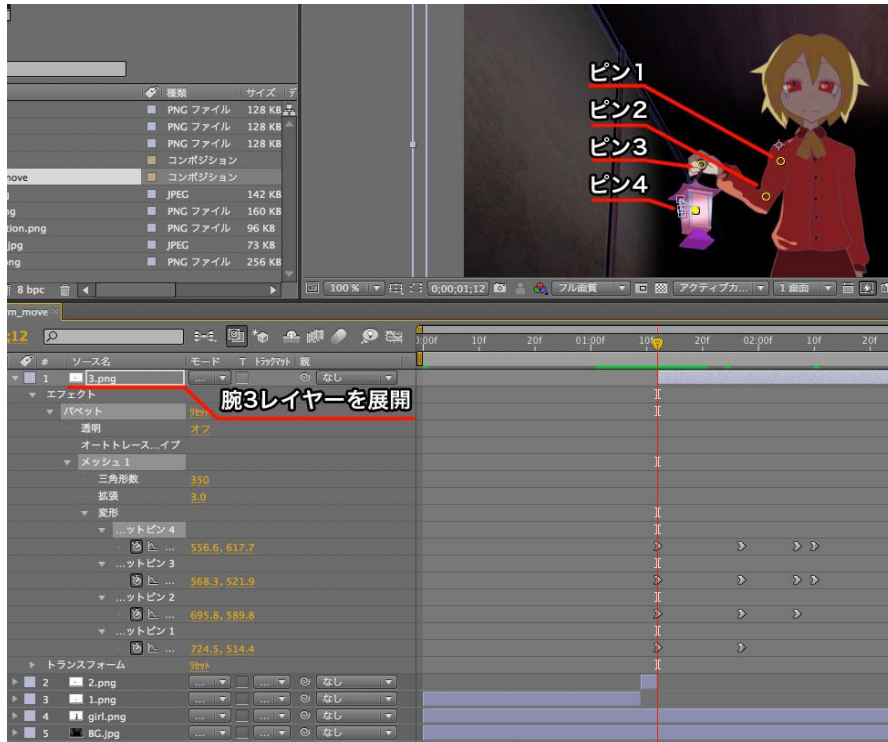 種類 サイズ デ
PNG ファイル 128 KB
PNG ファイル 128 KB
PNG ファイル 128 KB
コンポジション
move コンポジション
JPEG 142 KB
ng PNG ファイル 160 KB
tion.png PNG ファイル 96 KB
.jpg JPEG 73 KB
ong PNG ファイル 256 KB
8 bpc
ピン1
ピン2
ピン3
ピン4
100 % 0;00;01;12 フル画質 アクティブカ... 1 画面
rm_move
;12
# ソース名 モード T トラックマット 親
);00f 10f 20f 01:00f 10f 20f 02:00f 10f 20f
1 3.png ... なし
エフェクト
腕3レイヤーを展開
パペット リセット
透明 オフ
オートトレース...イプ
メッシュ 1
三角形数 350
拡張 3.0
変形
...ットピン 4
... 556.6, 617.7
...ットピン 3
... 568.3, 521.9
...ットピン 2
... 695.8, 589.8
...ットピン 1
... 724.5, 514.4
トランスフォーム リセット
2 2.png ... ... なし
3 1.png ... ... なし
4 girl.png ... ... なし
5 BG.jpg ... ... なし